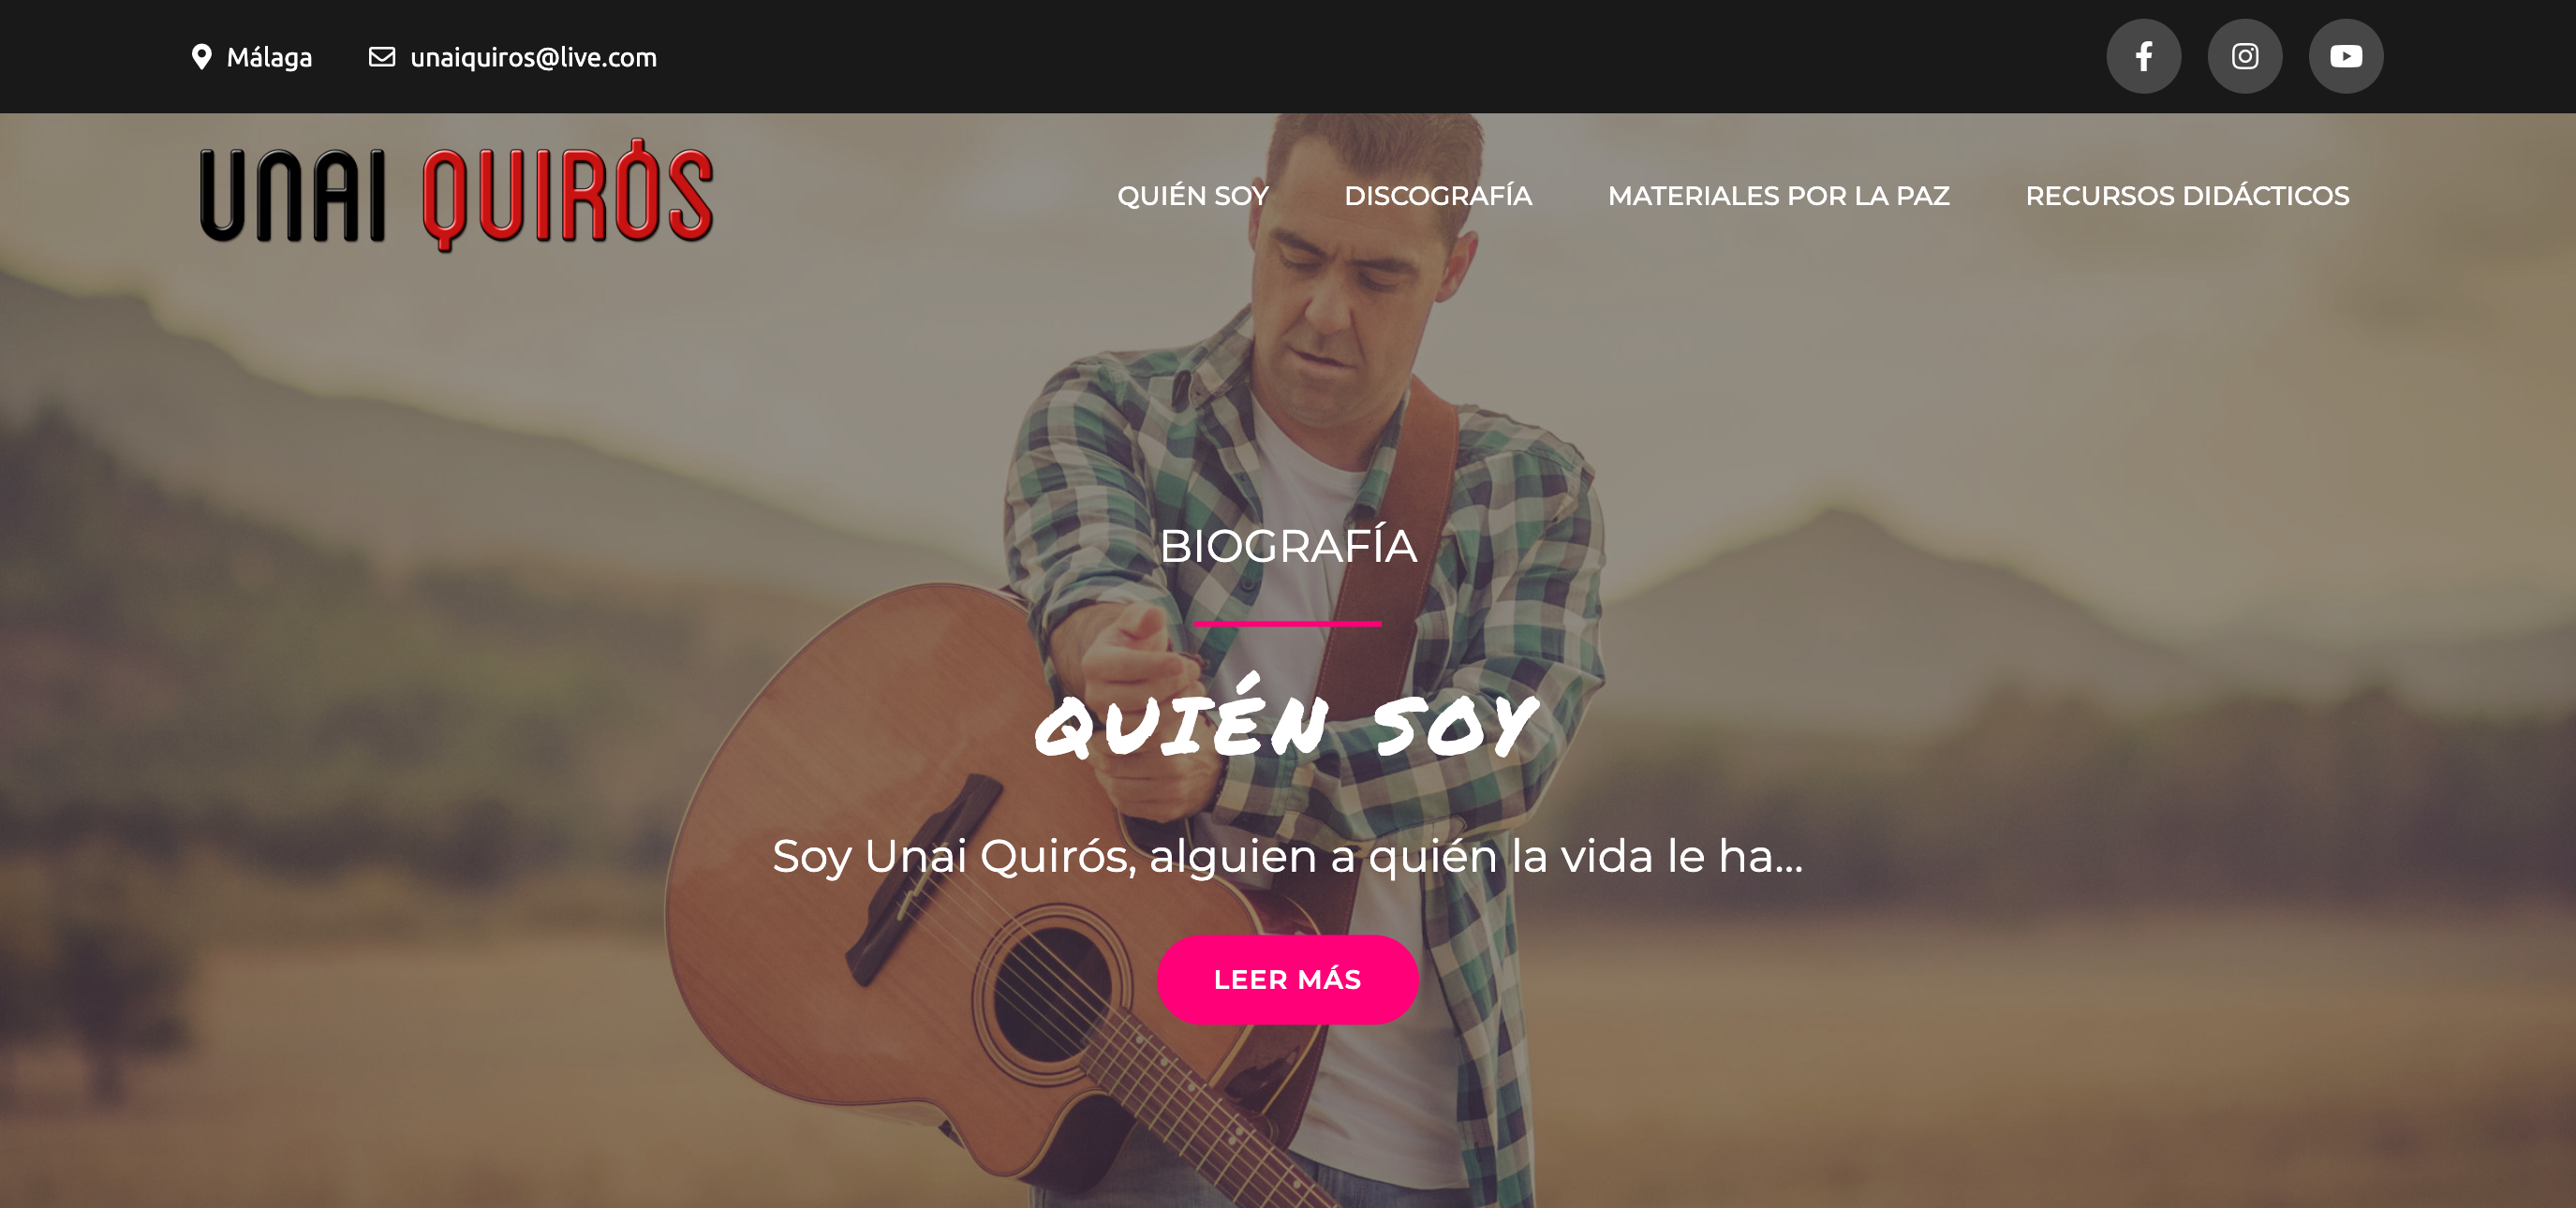 Málaga
unaiquiros@live.com
UNAI QUIRÓS
QUIÉN SOY
DISCOGRAFÍA
MATERIALES POR LA PAZ
RECURSOS DIDÁCTICOS
BIOGRAFÍA
QUIÉN SOY
Soy Unai Quirós, alguien a quién la vida le ha...
LEER MÁS